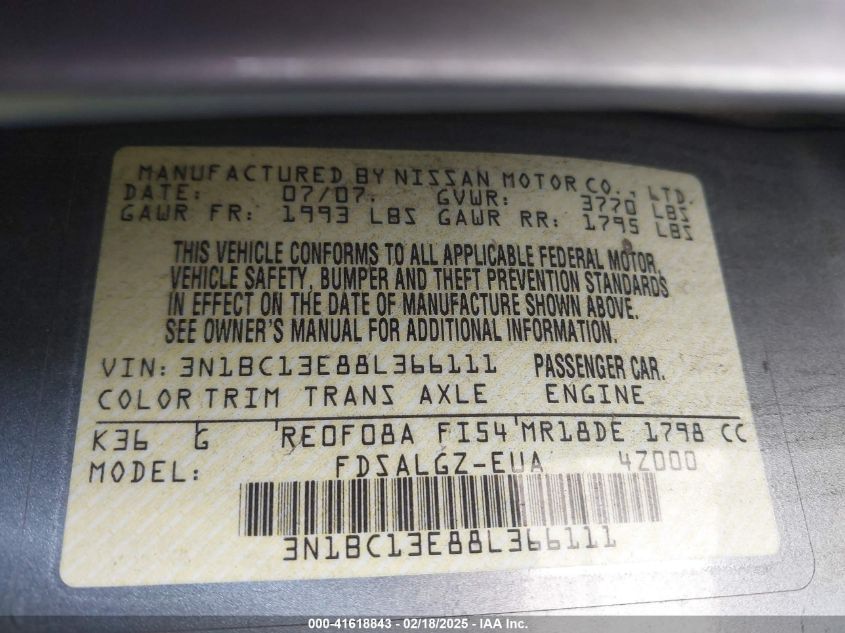 MANUFACTURED BY NISSAN MOTOR CO., LTD.
DATE: 07/07. GVWR: 3770 LBS
GAWR FR: 1993 LBS GAWR RR: 1795 LBS
THIS VEHICLE CONFORMS TO ALL APPLICABLE FEDERAL MOTOR
VEHICLE SAFETY, BUMPER AND THEFT PREVENTION STANDARDS
IN EFFECT ON THE DATE OF MANUFACTURE SHOWN ABOVE.
SEE OWNER'S MANUAL FOR ADDITIONAL INFORMATION.
VIN: 3N1BC13E88L366111 PASSENGER CAR.
COLOR TRIM TRANS AXLE ENGINE
K36 G RE0F08A FI54 MR18DE 1798 CC
MODEL: FDSALGZ-EUA 4Z000
3N1BC13E88L366111
000-41618843 - 02/18/2025 - IAA Inc.